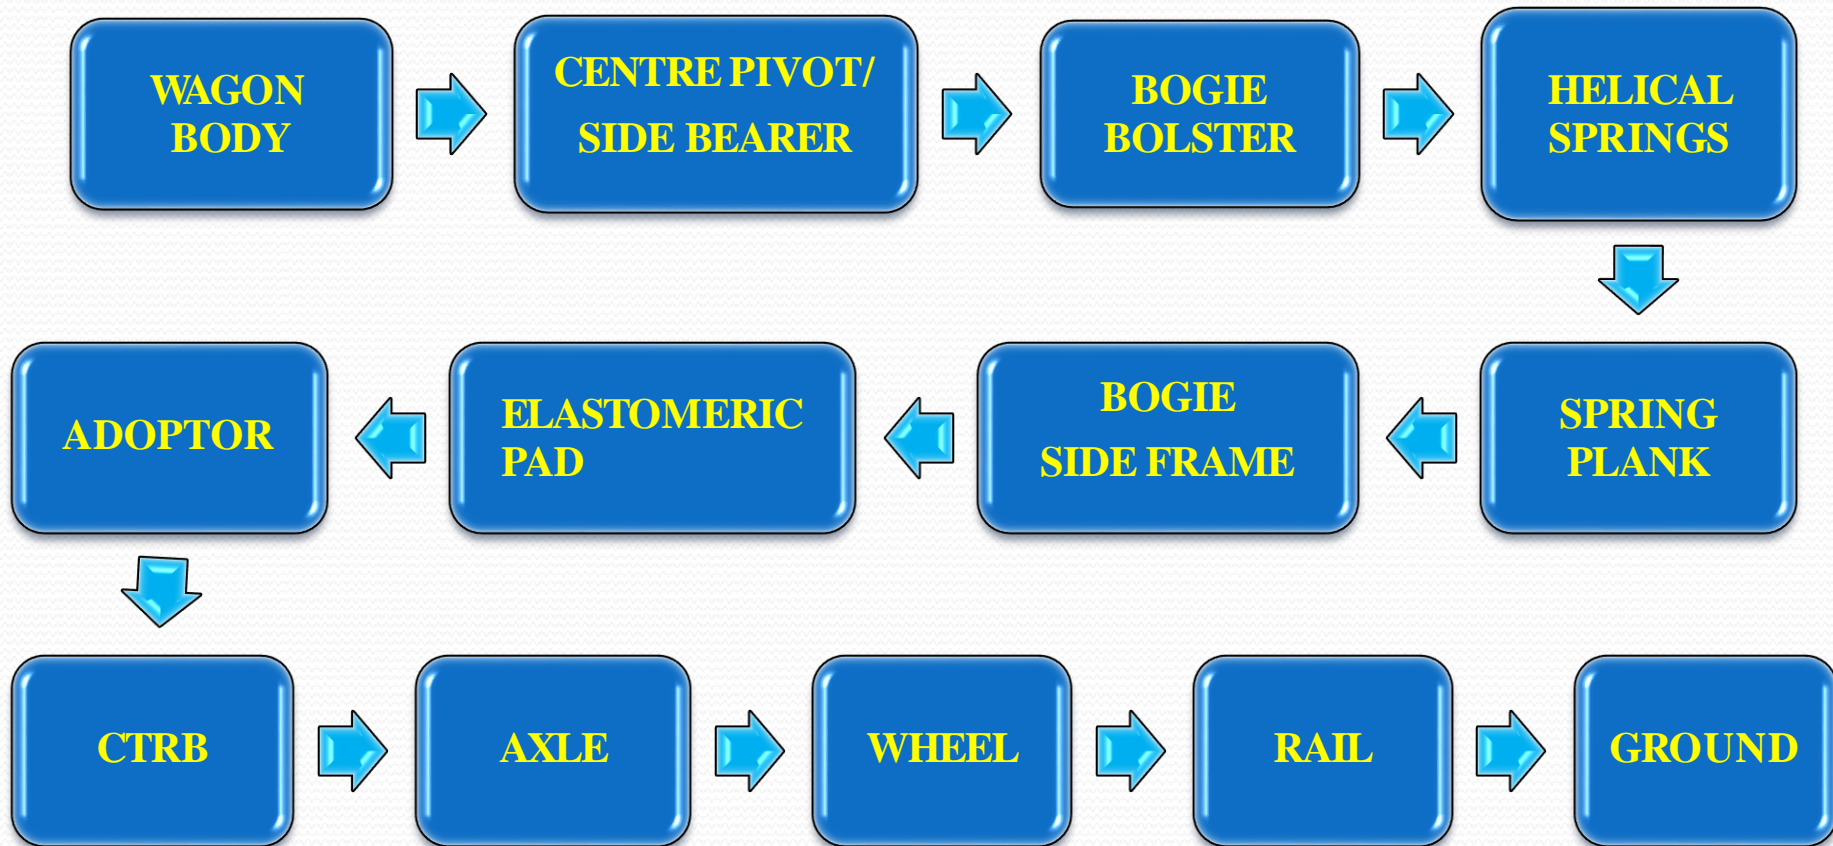 WAGON
BODY
CENTRE PIVOT/
SIDE BEARER
BOGIE
BOLSTER
HELICAL
SPRINGS
SPRING
PLANK
BOGIE
SIDE FRAME
ELASTOMERIC
PAD
ADOPTOR
CTRB
AXLE
WHEEL
RAIL
GROUND